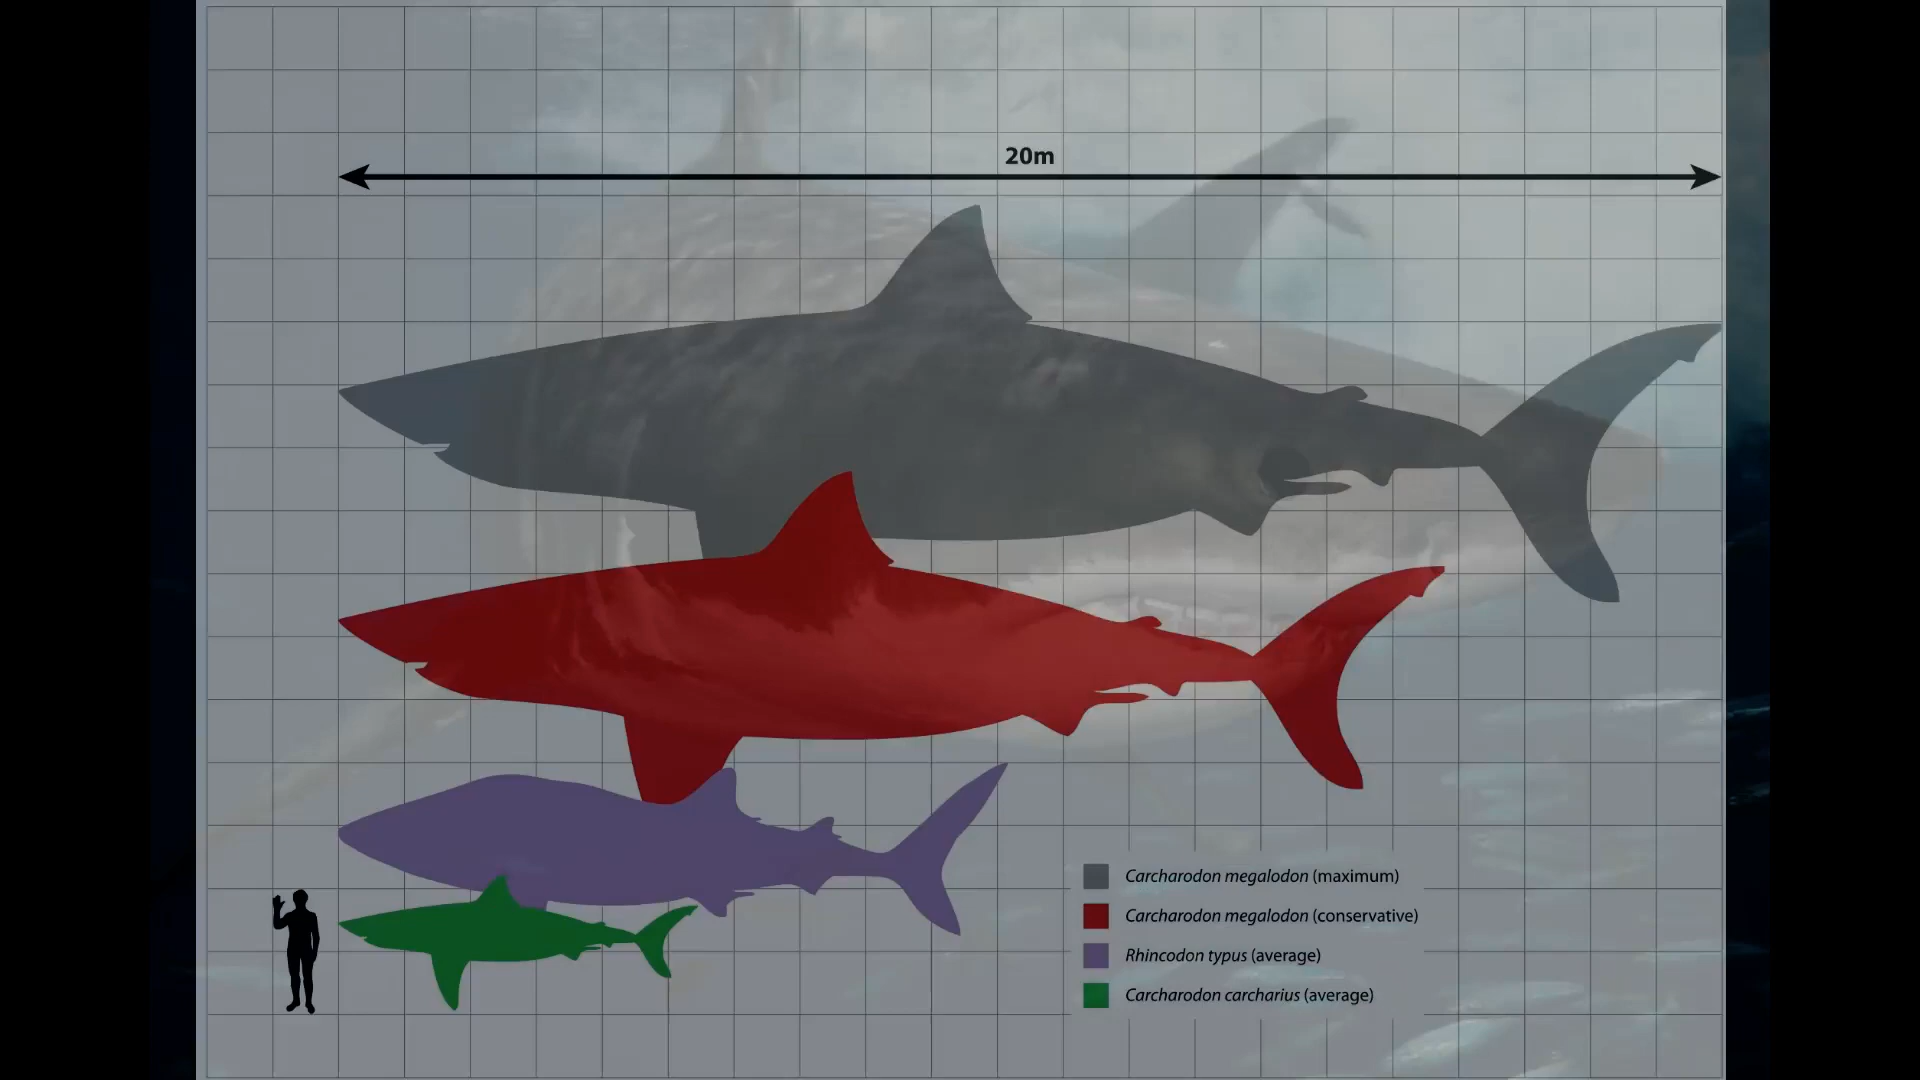 20m
Carcharodon megalodon (maximum)
Carcharodon megalodon (conservative)
Rhincodon typus (average)
Carcharodon carcharius (average)